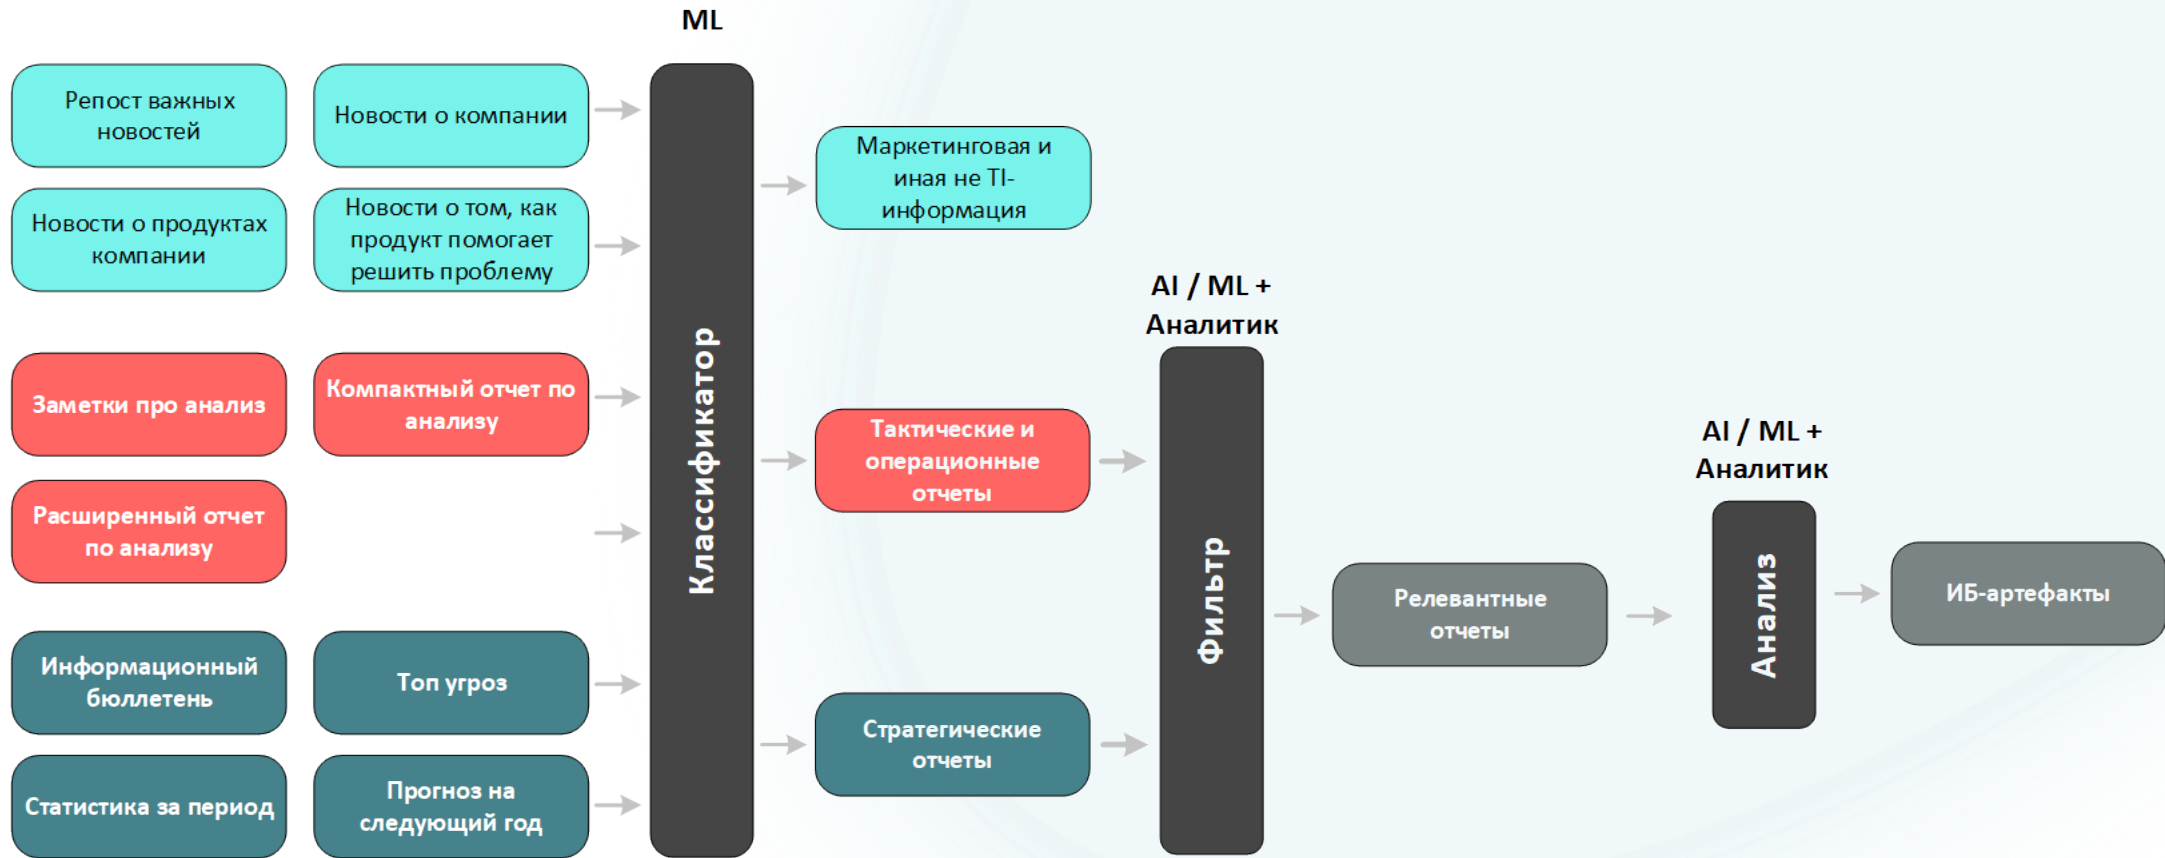 ML
Репост важных
новостей
Новости о компании
Новости о продуктах
компании
Новости о том, как
продукт помогает
решить проблему
Заметки про анализ
Компактный отчет по
анализу
Расширенный отчет
по анализу
Информационный
бюллетень
Топ угроз
Статистика за период
Прогноз на
следующий год
Классификатор
Маркетинговая и
иная не TI-
информация
Тактические и
операционные
отчеты
Стратегические
отчеты
AI / ML +
Аналитик
Фильтр
Релевантные
отчеты
AI / ML +
Аналитик
Анализ
ИБ-артефакты